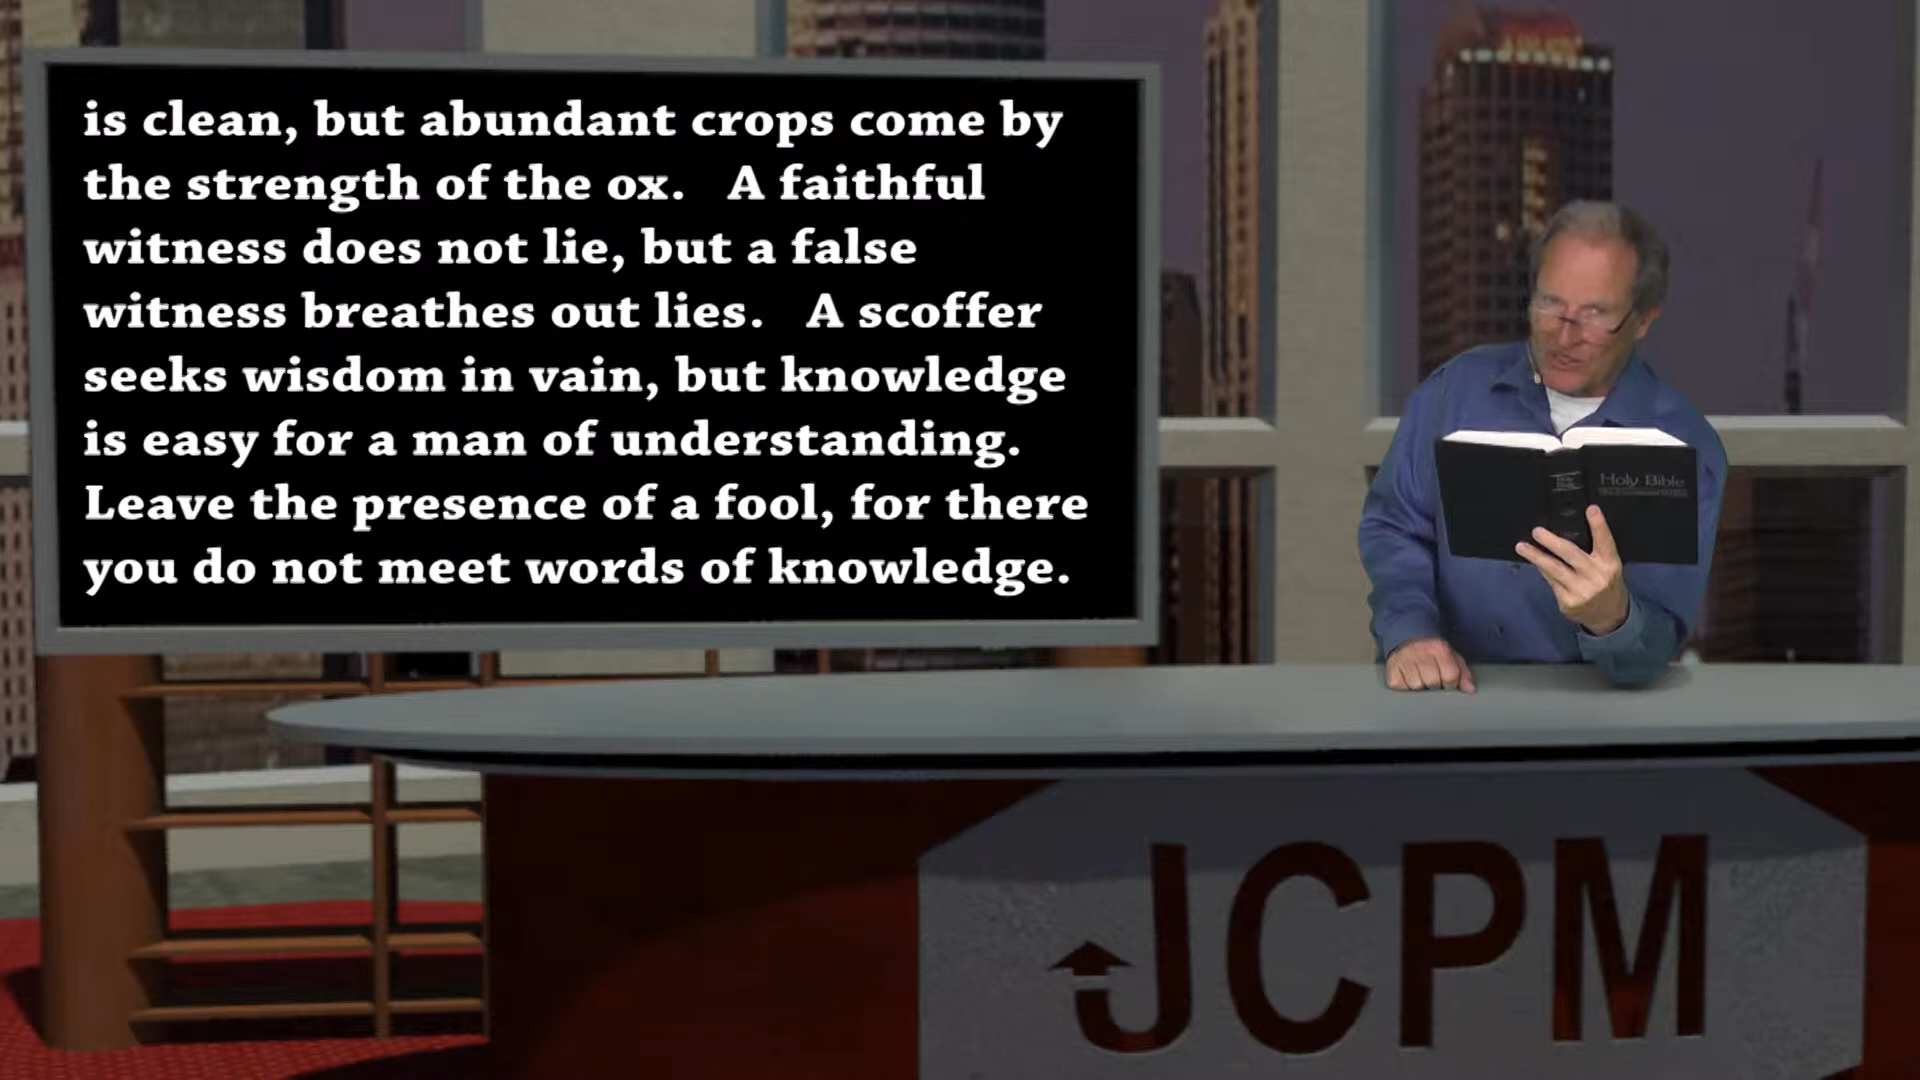 is clean, but abundant crops come by
the strength of the ox. A faithful
witness does not lie, but a false
witness breathes out lies. A scoffer
seeks wisdom in vain, but knowledge
is easy for a man of understanding.
Leave the presence of a fool, for there
you do not meet words of knowledge.
Holy Bible
JCPM